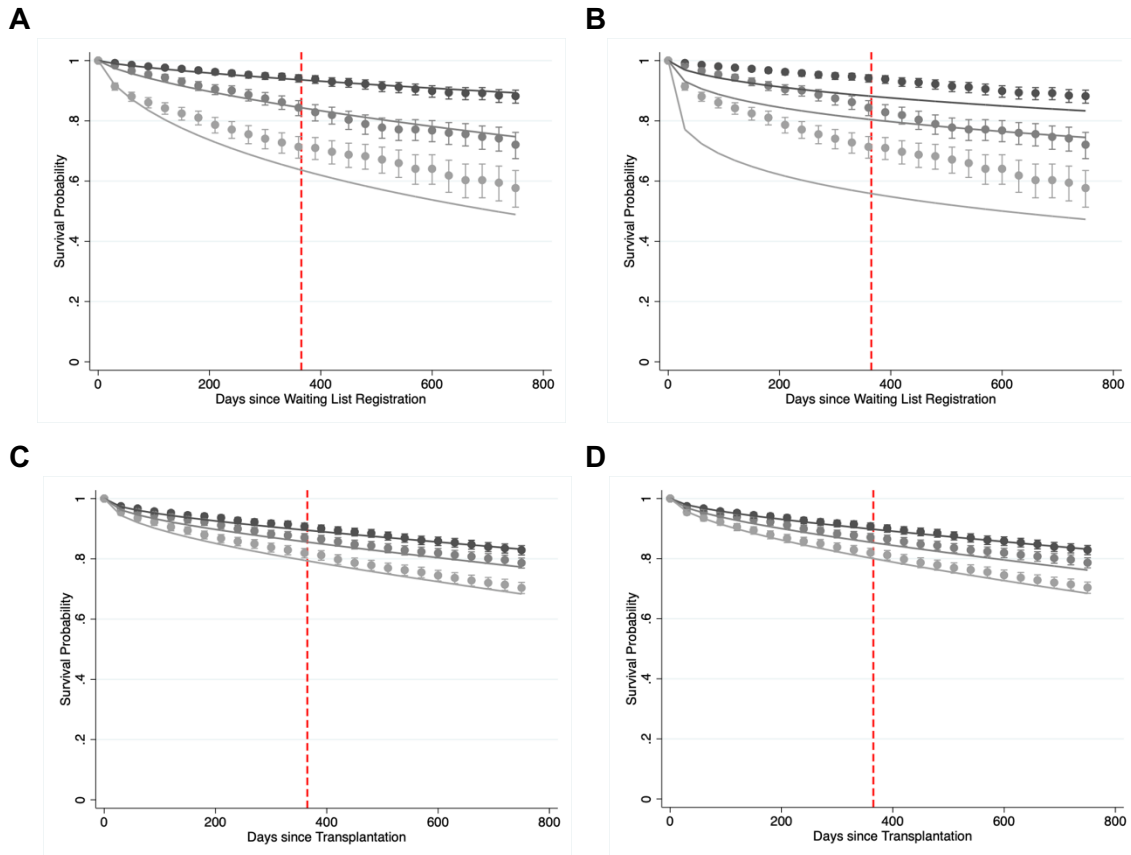 A
B
Survival Probability
1
.8
.6
.4
.2
0
0 200 400 600 800
Days since Waiting List Registration
Survival Probability
1
.8
.6
.4
.2
0
0 200 400 600 800
Days since Waiting List Registration
C
D
Survival Probability
1
.8
.6
.4
.2
0
0 200 400 600 800
Days since Transplantation
Survival Probability
1
.8
.6
.4
.2
0
0 200 400 600 800
Days since Transplantation